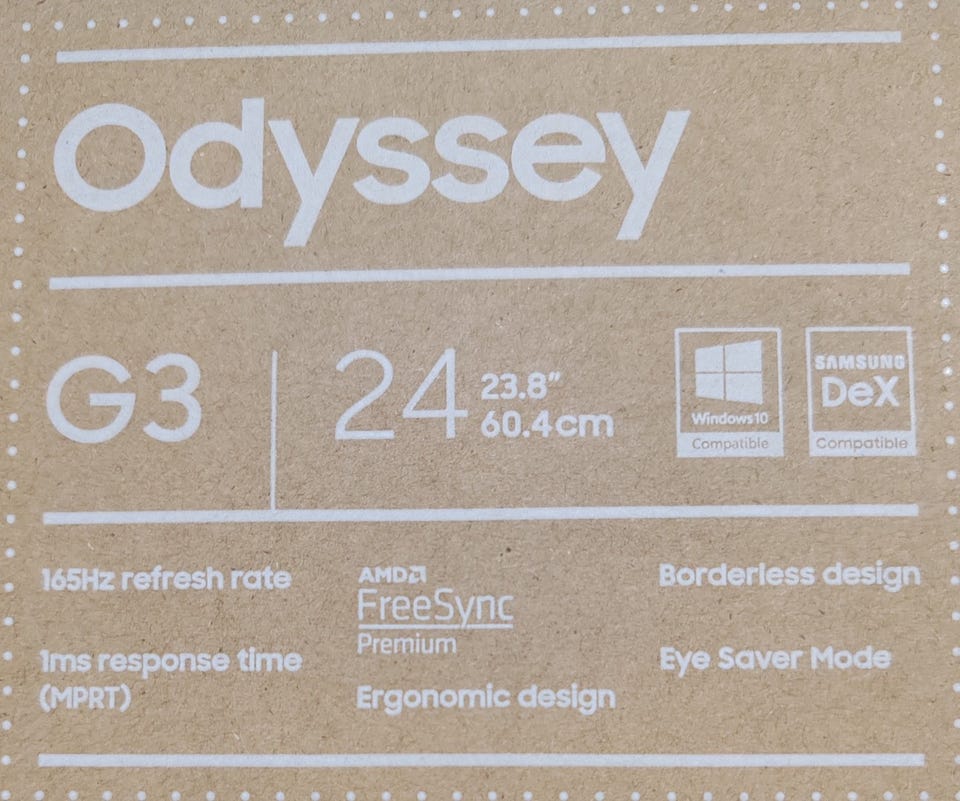 Odyssey
G3
24
23.8"
60.4cm
Windows10
Compatible
SAMSUNG
DeX
Compatible
165Hz refresh rate
1ms response time
(MPRT)
AMD
FreeSync
Premium
Ergonomic design
Borderless design
Eye Saver Mode